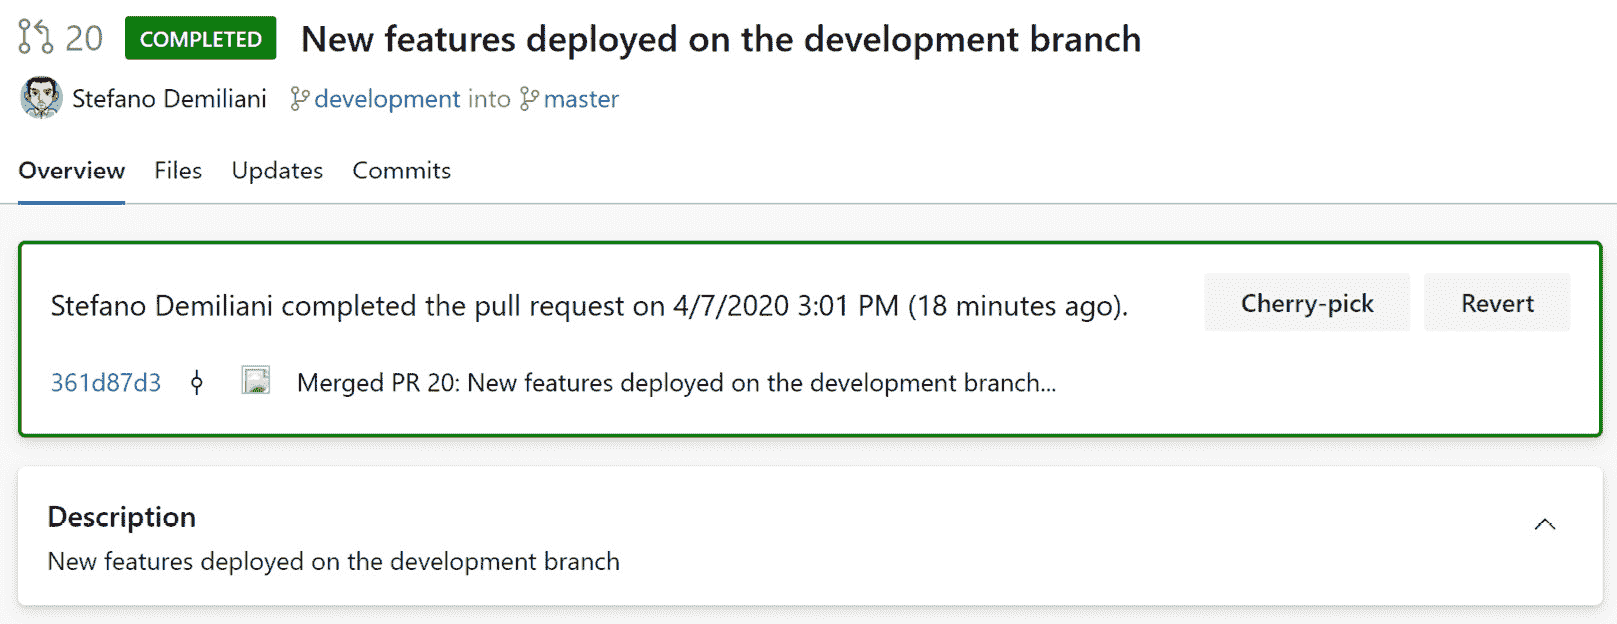 20 COMPLETED New features deployed on the development branch
Stefano Demiliani development into master
Overview Files Updates Commits
Stefano Demiliani completed the pull request on 4/7/2020 3:01 PM (18 minutes ago). Cherry-pick Revert
361d87d3 Merged PR 20: New features deployed on the development branch...
Description
New features deployed on the development branch